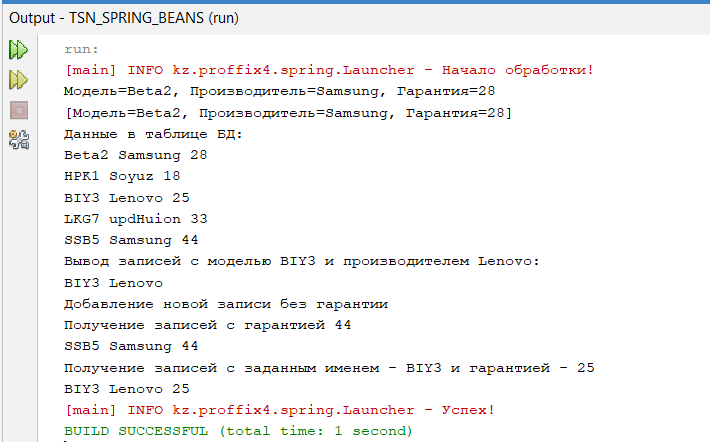 Output - TSN_SPRING_BEANS (run)
run:
[main] INFO kz.proffix4.spring.Launcher - Начало обработки!
Модель=Beta2, Производитель=Samsung, Гарантия=28
[Модель=Beta2, Производитель=Samsung, Гарантия=28]
Данные в таблице БД:
Beta2 Samsung 28
HPK1 Soyuz 18
BIY3 Lenovo 25
LKG7 updHuion 33
SSB5 Samsung 44
Вывод записей с моделью BIY3 и производителем Lenovo:
BIY3 Lenovo
Добавление новой записи без гарантии
Получение записей с гарантией 44
SSB5 Samsung 44
Получение записей с заданным именем - BIY3 и гарантией - 25
BIY3 Lenovo 25
[main] INFO kz.proffix4.spring.Launcher - Успех!
BUILD SUCCESSFUL (total time: 1 second)